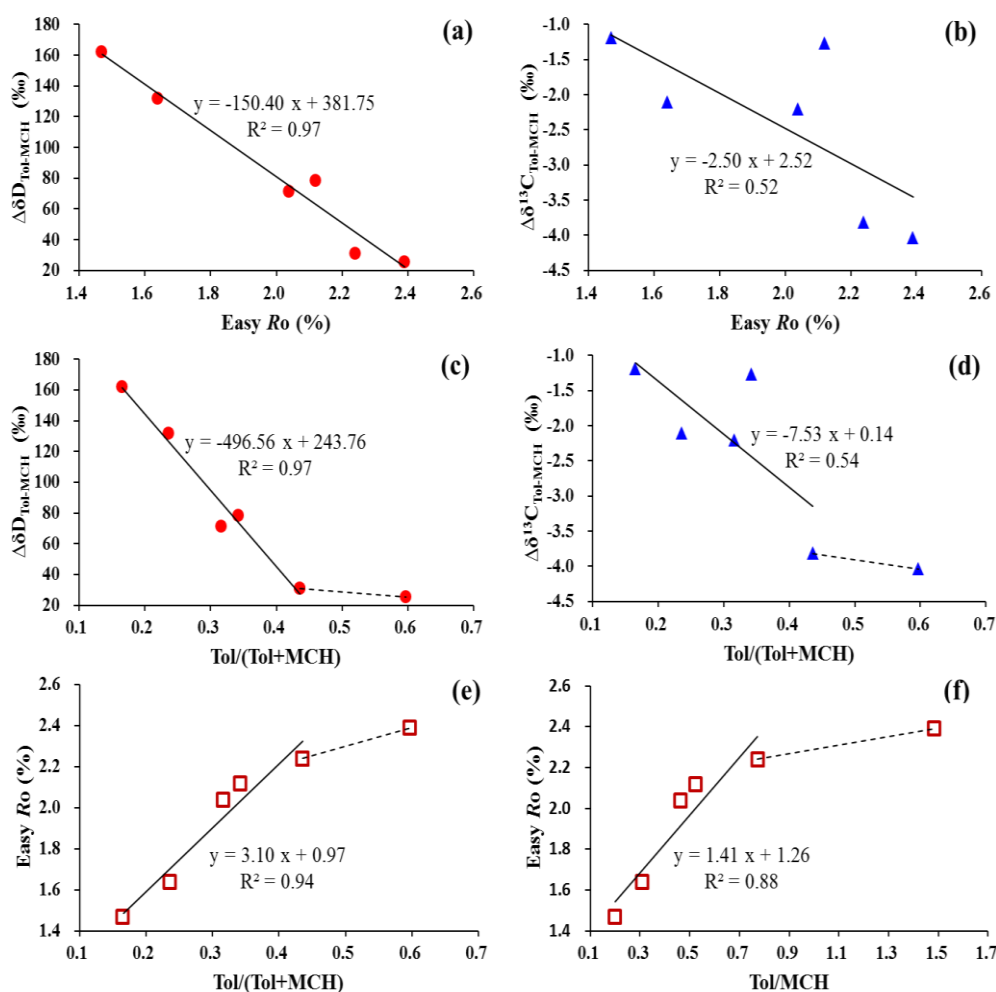 (a)
ΔδD Tol-MCH (‰)
180
160
140
120
100
80
60
40
20
y = -150.40 x + 381.75
R² = 0.97
1.4 1.6 1.8 2.0 2.2 2.4 2.6
Easy Ro (%)
(b)
Δδ¹³C Tol-MCH (‰)
-1.0
-1.5
-2.0
-2.5
-3.0
-3.5
-4.0
-4.5
y = -2.50 x + 2.52
R² = 0.52
1.4 1.6 1.8 2.0 2.2 2.4 2.6
Easy Ro (%)
(c)
ΔδD Tol-MCH (‰)
180
160
140
120
100
80
60
40
20
y = -496.56 x + 243.76
R² = 0.97
0.1 0.2 0.3 0.4 0.5 0.6 0.7
Tol/(Tol+MCH)
(d)
Δδ¹³C Tol-MCH (‰)
-1.0
-1.5
-2.0
-2.5
-3.0
-3.5
-4.0
-4.5
y = -7.53 x + 0.14
R² = 0.54
0.1 0.2 0.3 0.4 0.5 0.6 0.7
Tol/(Tol+MCH)
(e)
Easy Ro (%)
2.6
2.4
2.2
2.0
1.8
1.6
1.4
y = 3.10 x + 0.97
R² = 0.94
0.1 0.2 0.3 0.4 0.5 0.6 0.7
Tol/(Tol+MCH)
(f)
Easy Ro (%)
2.6
2.4
2.2
2.0
1.8
1.6
1.4
y = 1.41 x + 1.26
R² = 0.88
0.1 0.3 0.5 0.7 0.9 1.1 1.3 1.5 1.7
Tol/MCH